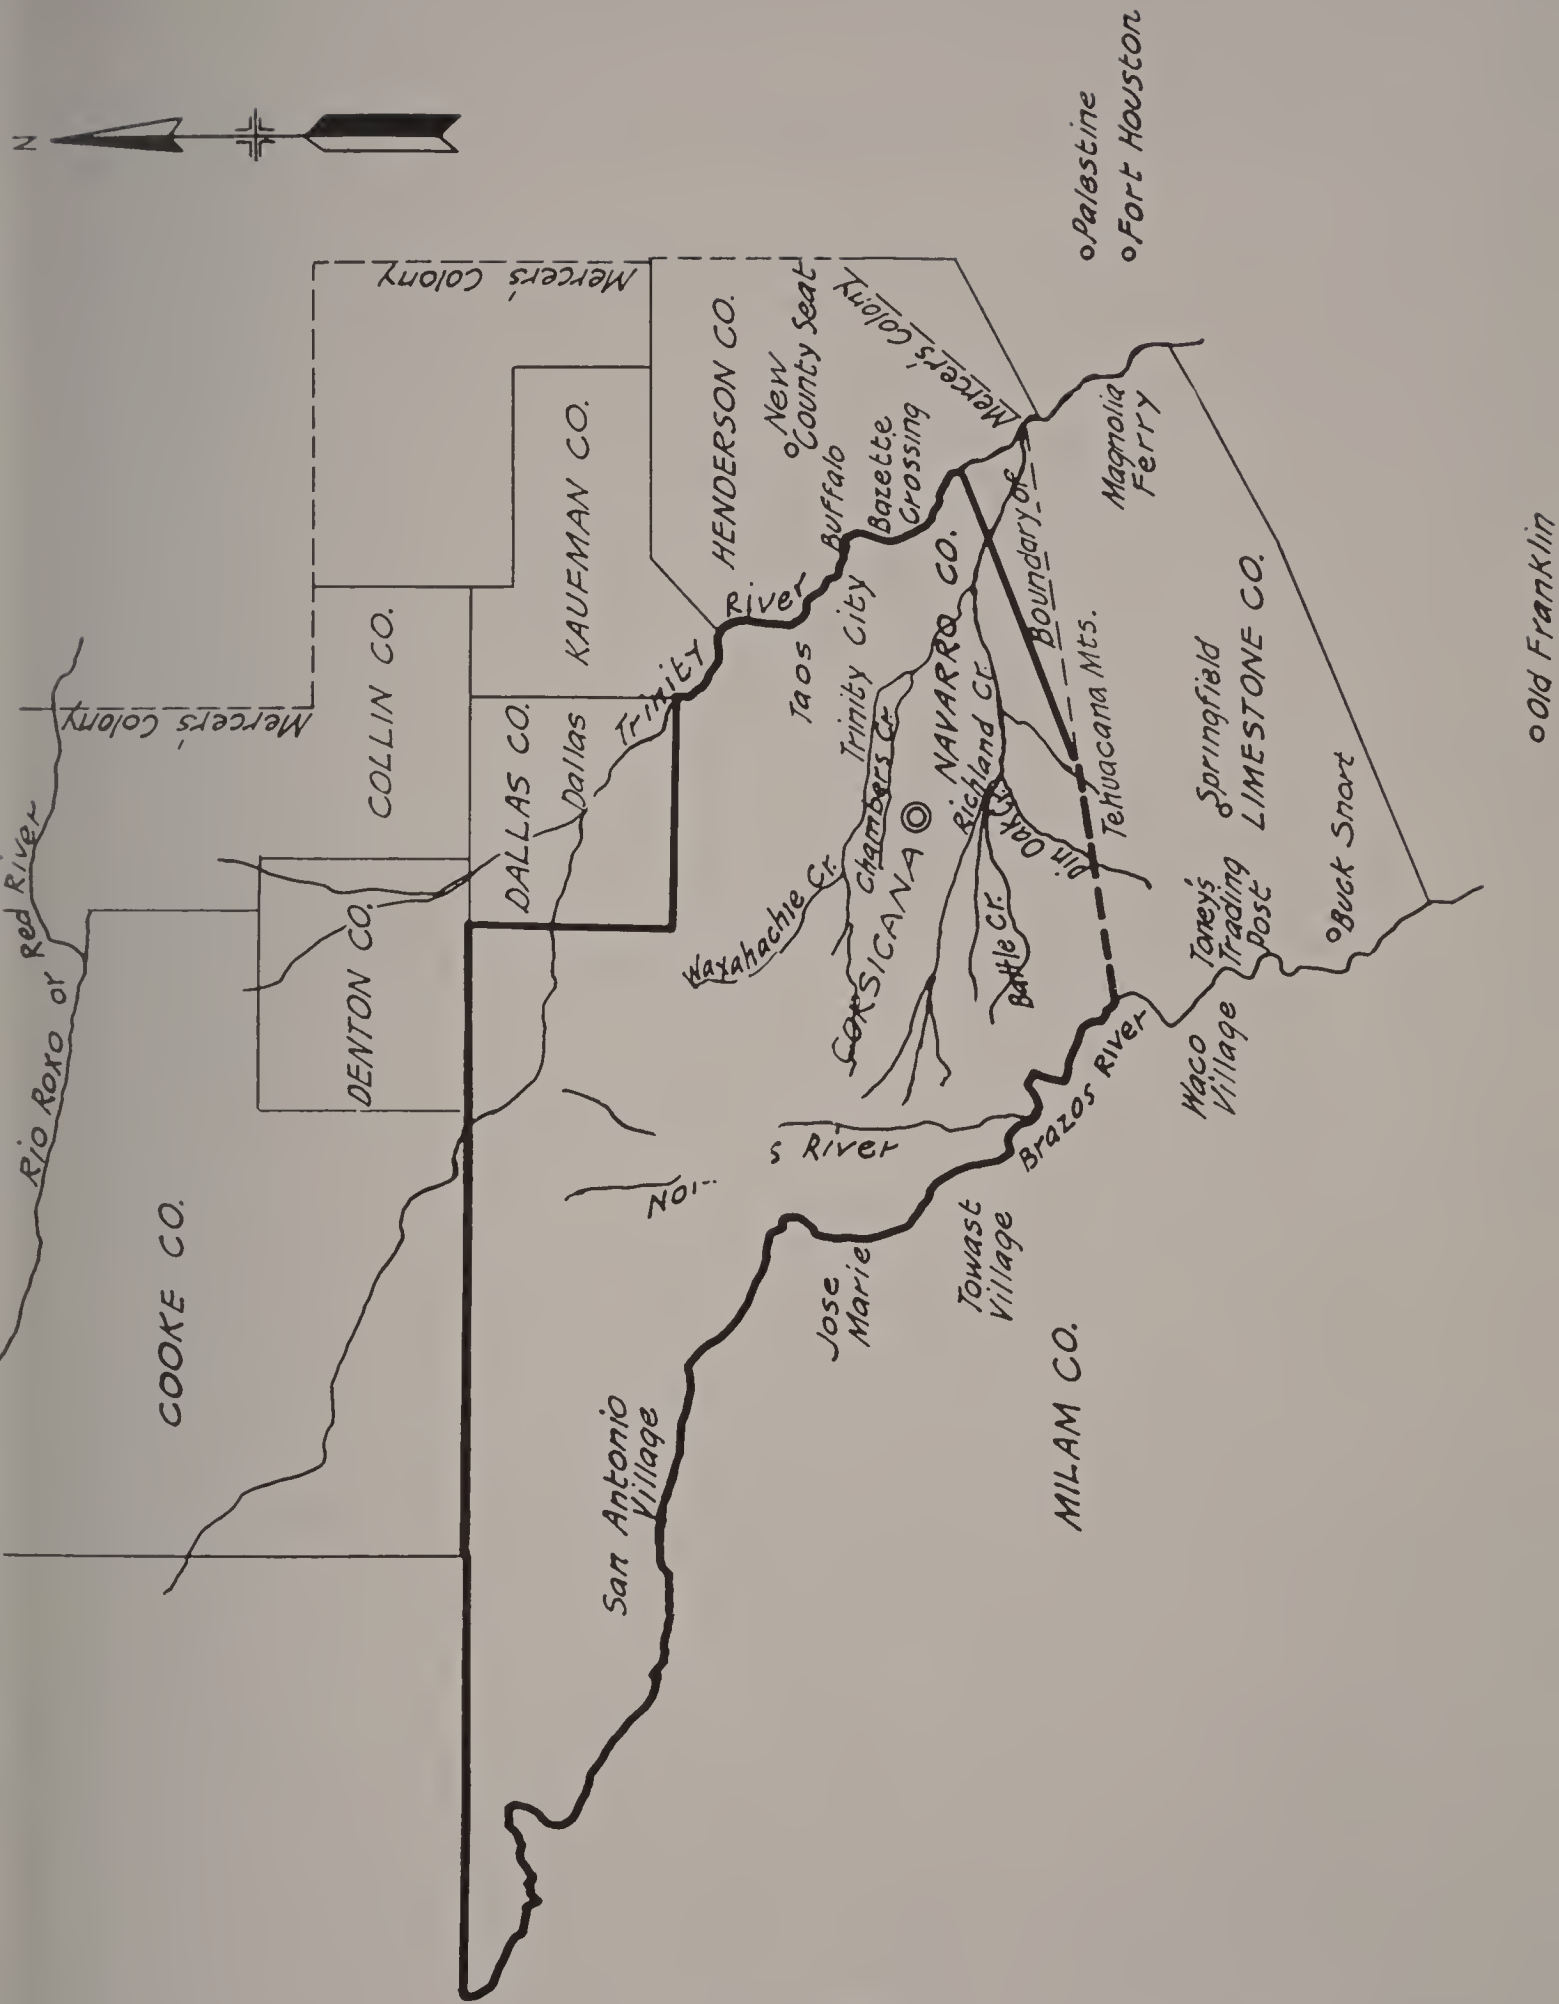 N
Rio Roxo or Red River
Mercer's Colony
Mercer's Colony
COOKE CO.
DENTON CO.
COLLIN CO.
DALLAS CO.
Dallas
KAUFMAN CO.
HENDERSON CO.
New
County Seat
Trinity River
Buffalo
Taos
Trinity City
Bazette
Crossing
Mercer's Colony
Waxahachie Cr.
Chambers Cr.
CORSICANA
NAVARRO CO.
Richland Cr.
Pin Oak Cr.
Battle Cr.
Boundary of
Tehuacana Mts.
Magnolia
Ferry
Palestine
Fort Houston
s River
Brazos River
San Antonio
Village
Jose
Marie
Towast
Village
MILAM CO.
Waco
Village
Toney's
Trading
Post
Springfield
LIMESTONE CO.
Buck Snort
Old Franklin